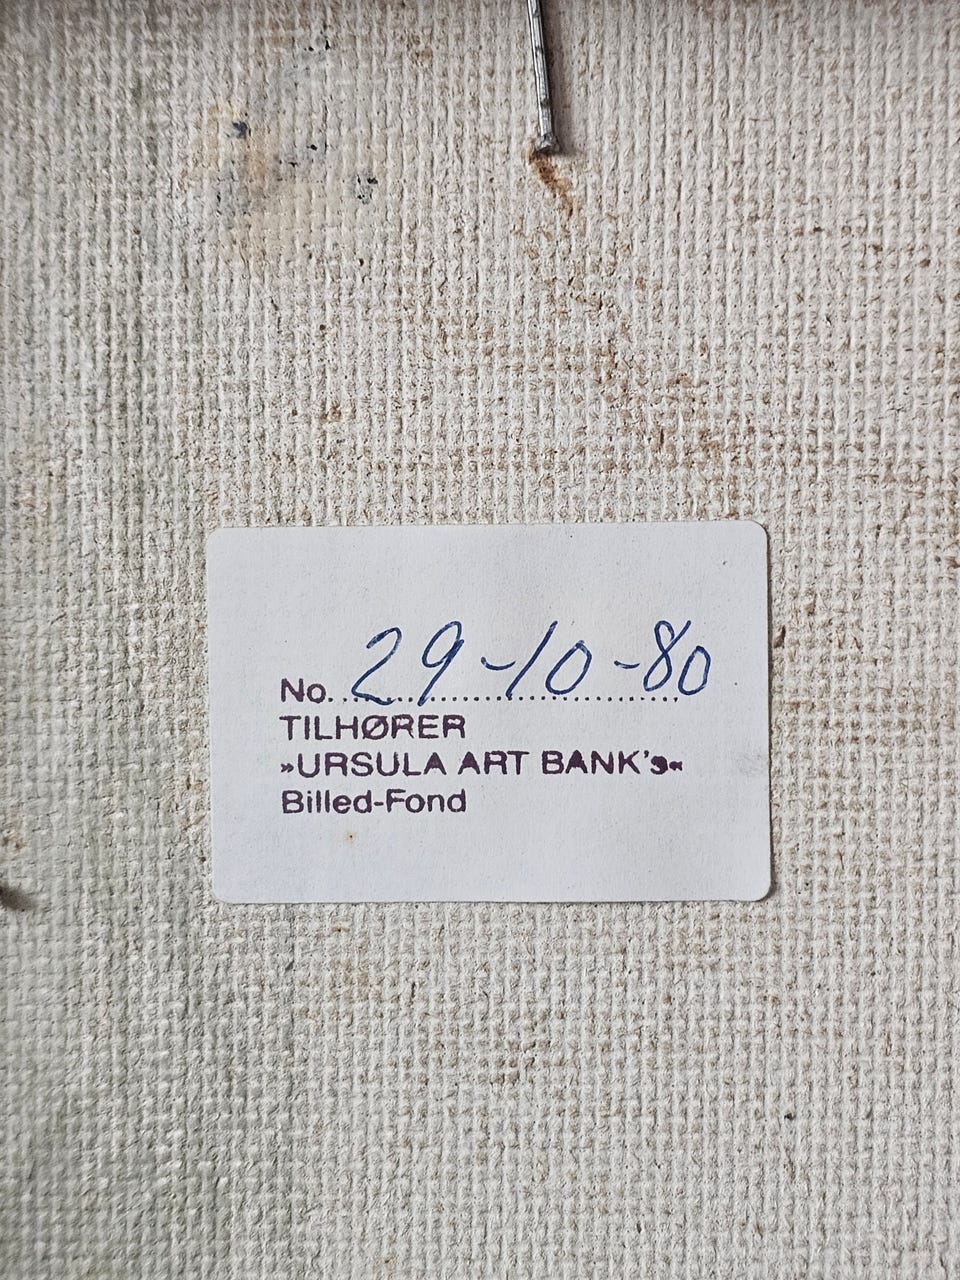 No. 29-10-80
TILHØRER
»URSULA ART BANK's«
Billed-Fond